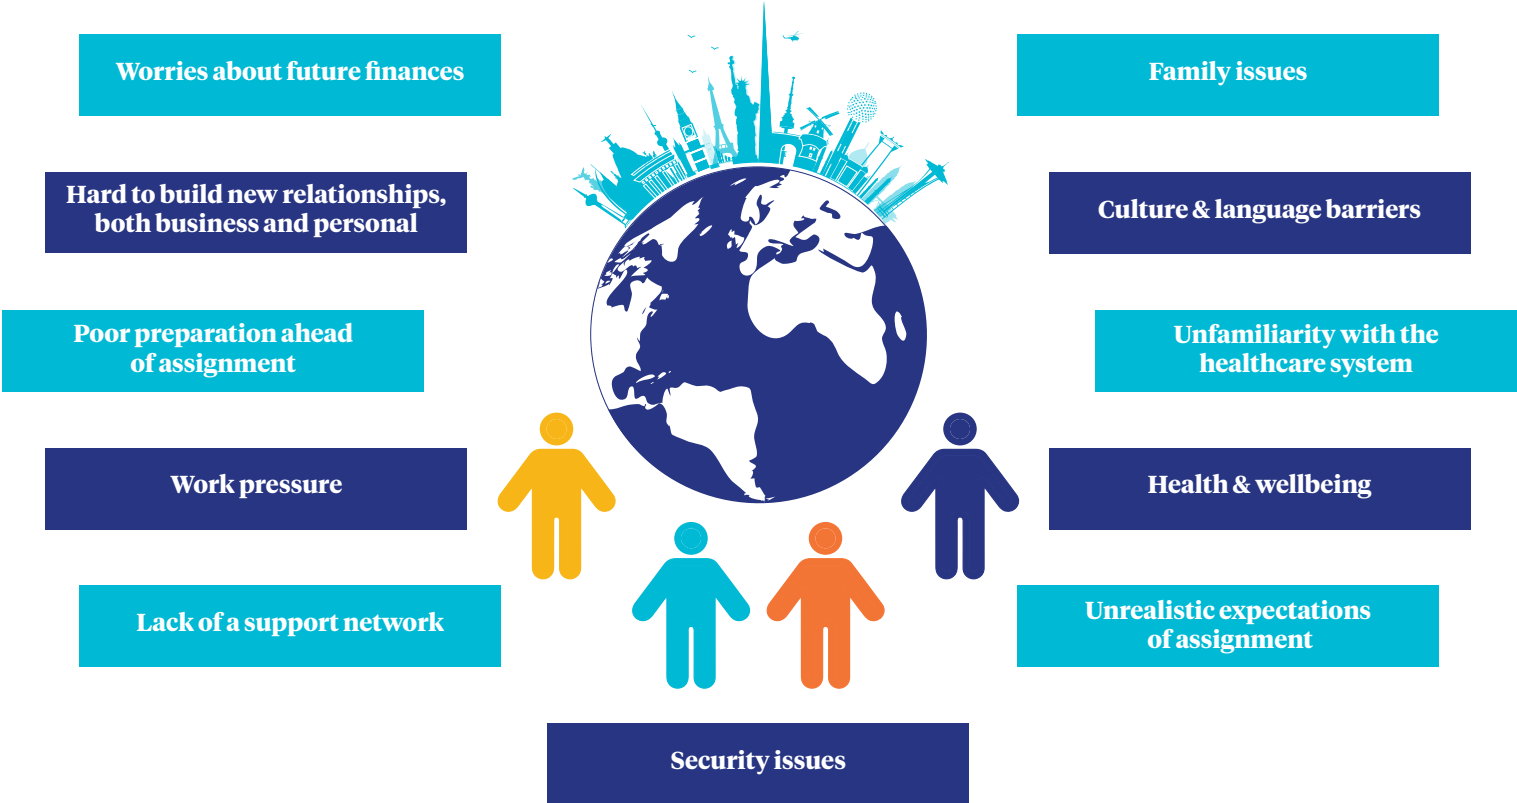 Worries about future finances
Hard to build new relationships,
both business and personal
Poor preparation ahead
of assignment
Work pressure
Lack of a support network
Family issues
Culture & language barriers
Unfamiliarity with the
healthcare system
Health & wellbeing
Unrealistic expectations
of assignment
Security issues